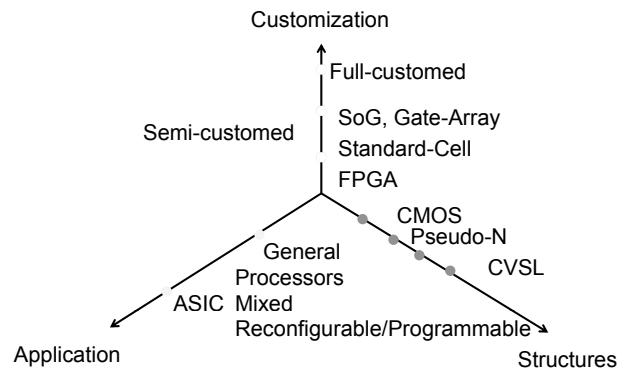 Customization
Full-customed
SoG, Gate-Array
Semi-customed
Standard-Cell
FPGA
CMOS
Pseudo-N
General
CVSL
Processors
ASIC Mixed
Reconfigurable/Programmable
Application
Structures